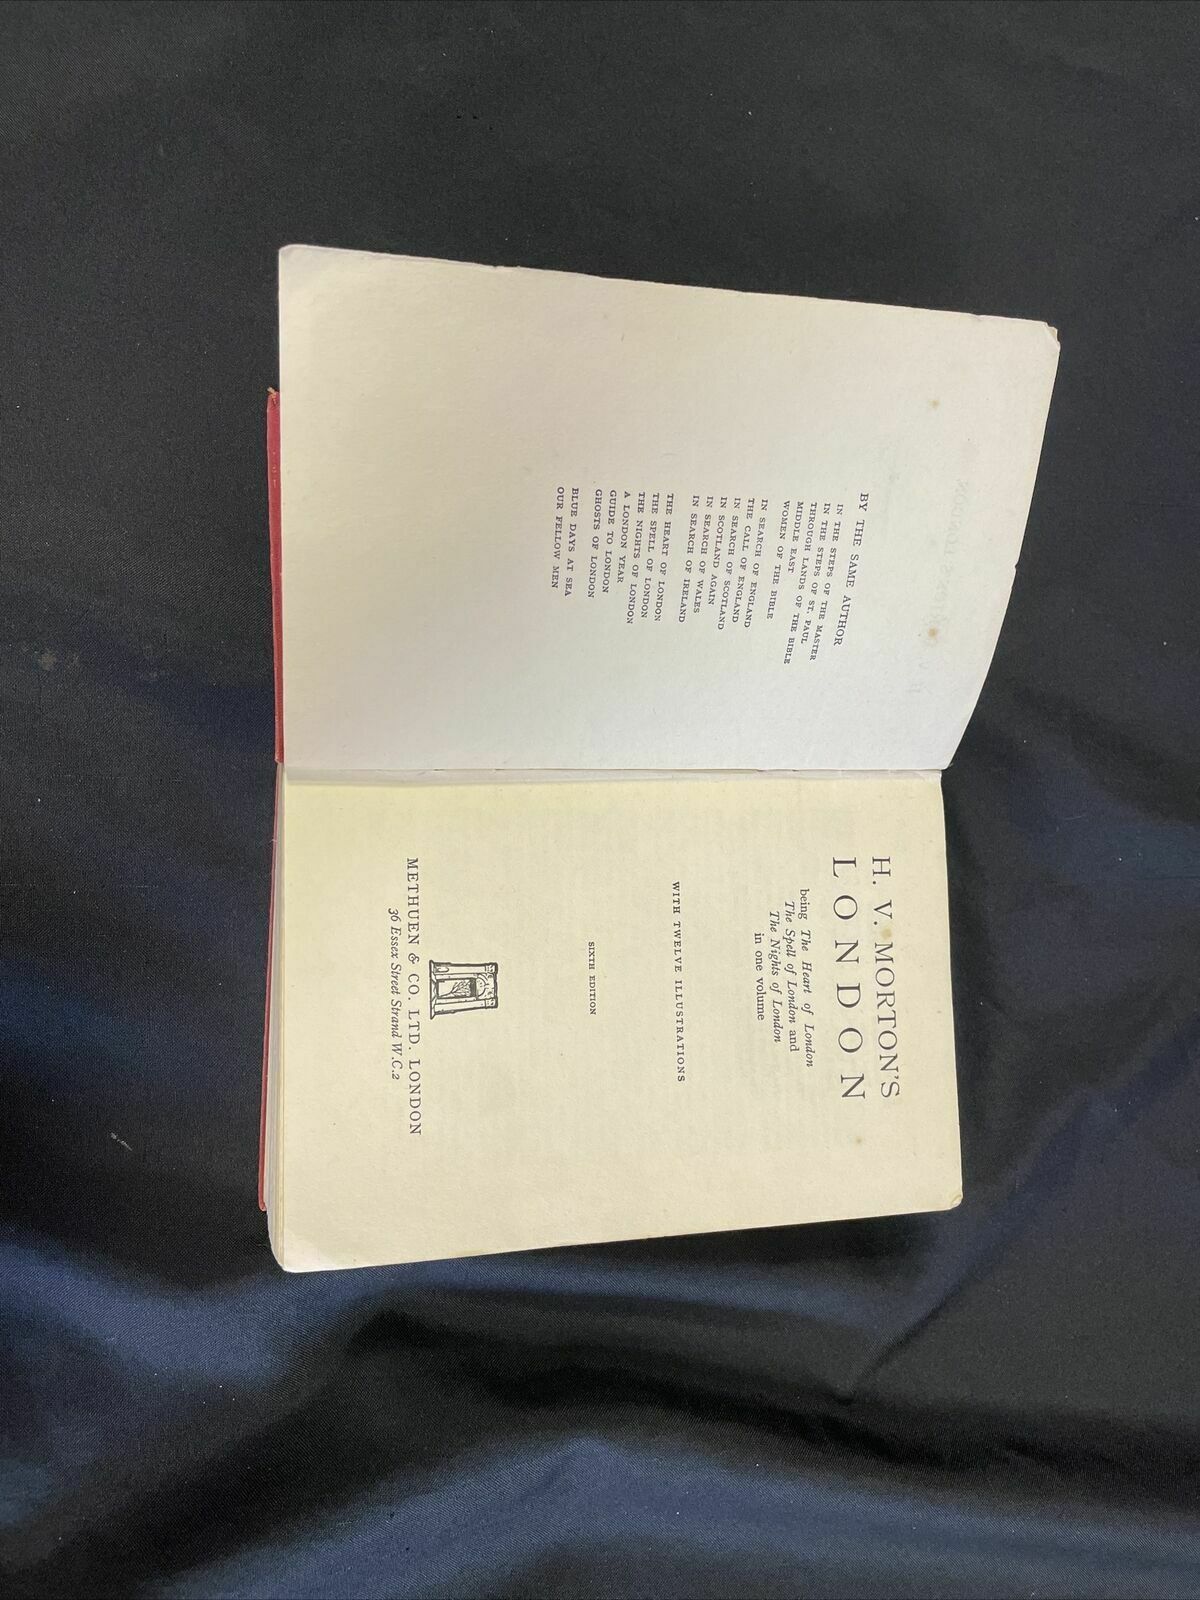 BY THE SAME AUTHOR
IN THE STEPS OF THE MASTER
IN THE STEPS OF ST. PAUL
THROUGH LANDS OF THE BIBLE
MIDDLE EAST
WOMEN OF THE BIBLE
IN SEARCH OF ENGLAND
THE CALL OF ENGLAND
IN SEARCH OF SCOTLAND
IN SCOTLAND AGAIN
IN SEARCH OF WALES
IN SEARCH OF IRELAND
THE HEART OF LONDON
THE SPELL OF LONDON
THE NIGHTS OF LONDON
A LONDON YEAR
GUIDE TO LONDON
GHOSTS OF LONDON
BLUE DAYS AT SEA
OUR FELLOW MEN
H. V. MORTON'S
LONDON
being The Heart of London
The Spell of London and
The Nights of London
in one volume
WITH TWELVE ILLUSTRATIONS
SIXTH EDITION
METHUEN & CO. LTD. LONDON
36 Essex Street Strand W.C.2